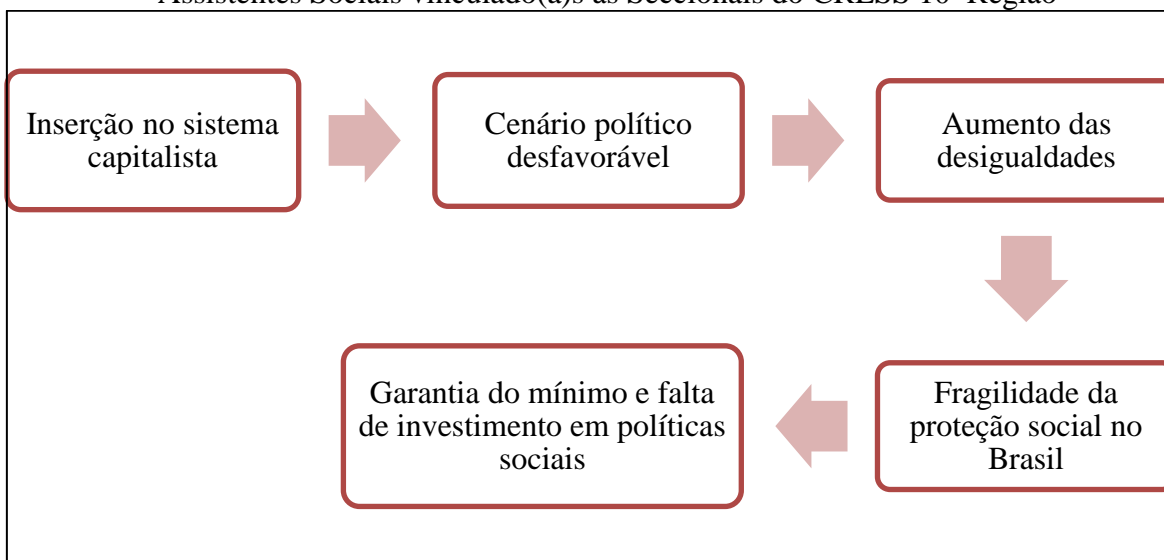 Assistentes Sociais vinculado(a)s às Seccionais do CRESS 10ª Região
Inserção no sistema
capitalista
Cenário político
desfavorável
Aumento das
desigualdades
Fragilidade da
proteção social no
Brasil
Garantia do mínimo e falta
de investimento em políticas
sociais